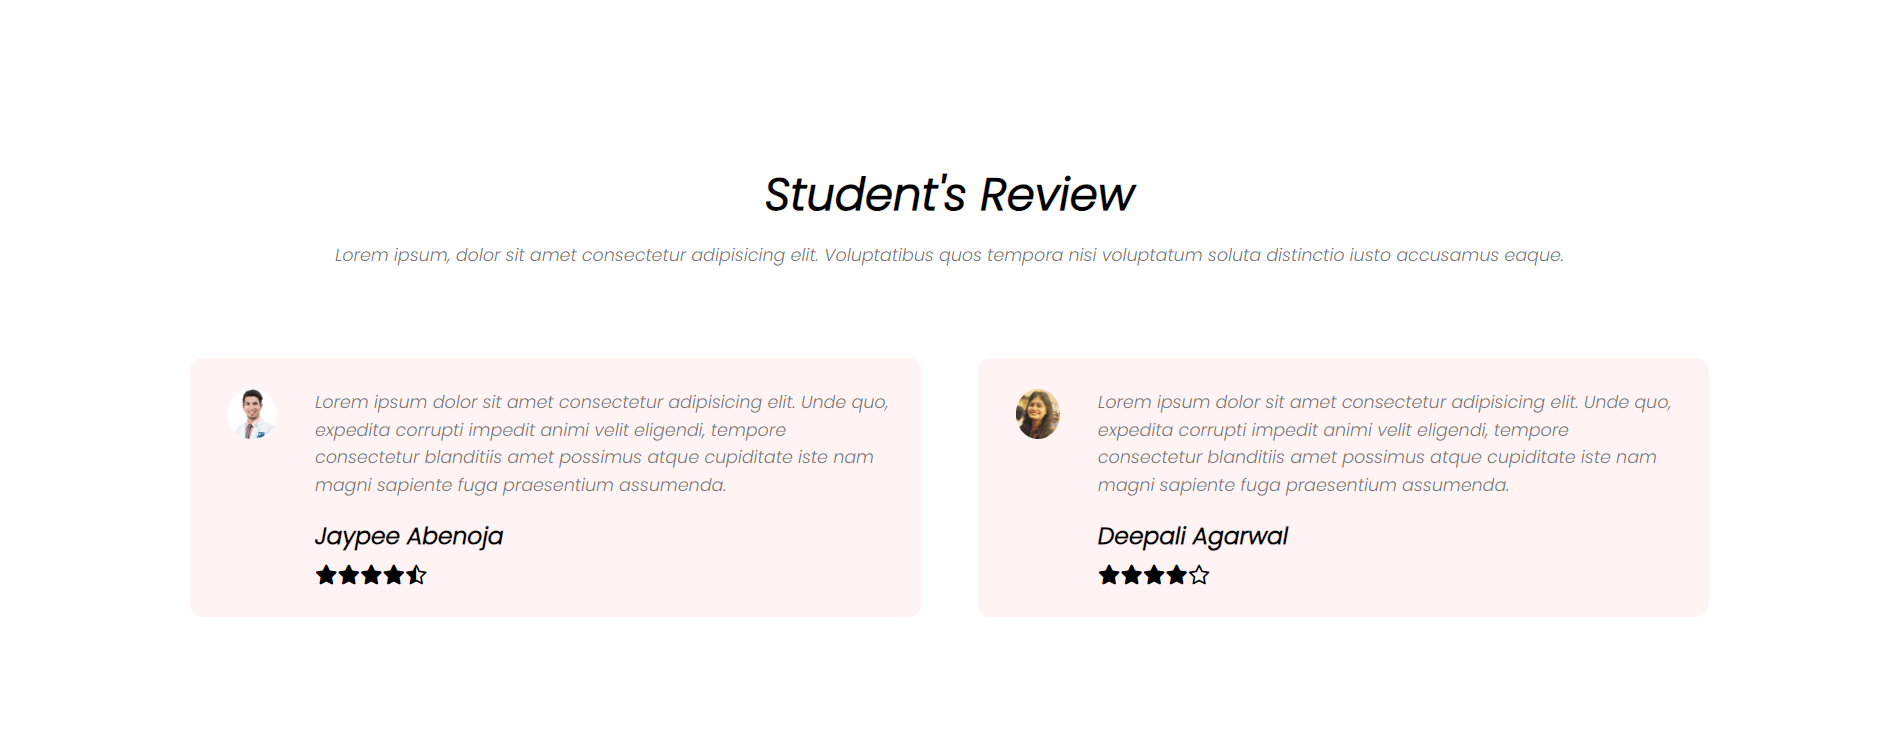 Student's Review
Lorem ipsum, dolor sit amet consectetur adipisicing elit. Voluptatibus quos tempora nisi voluptatum soluta distinctio iusto accusamus eaque.
Lorem ipsum dolor sit amet consectetur adipisicing elit. Unde quo,
expedita corrupti impedit animi velit eligendi, tempore
consectetur blanditiis amet possimus atque cupiditate iste nam
magni sapiente fuga praesentium assumenda.
Jaypee Abenoja
Lorem ipsum dolor sit amet consectetur adipisicing elit. Unde quo,
expedita corrupti impedit animi velit eligendi, tempore
consectetur blanditiis amet possimus atque cupiditate iste nam
magni sapiente fuga praesentium assumenda.
Deepali Agarwal